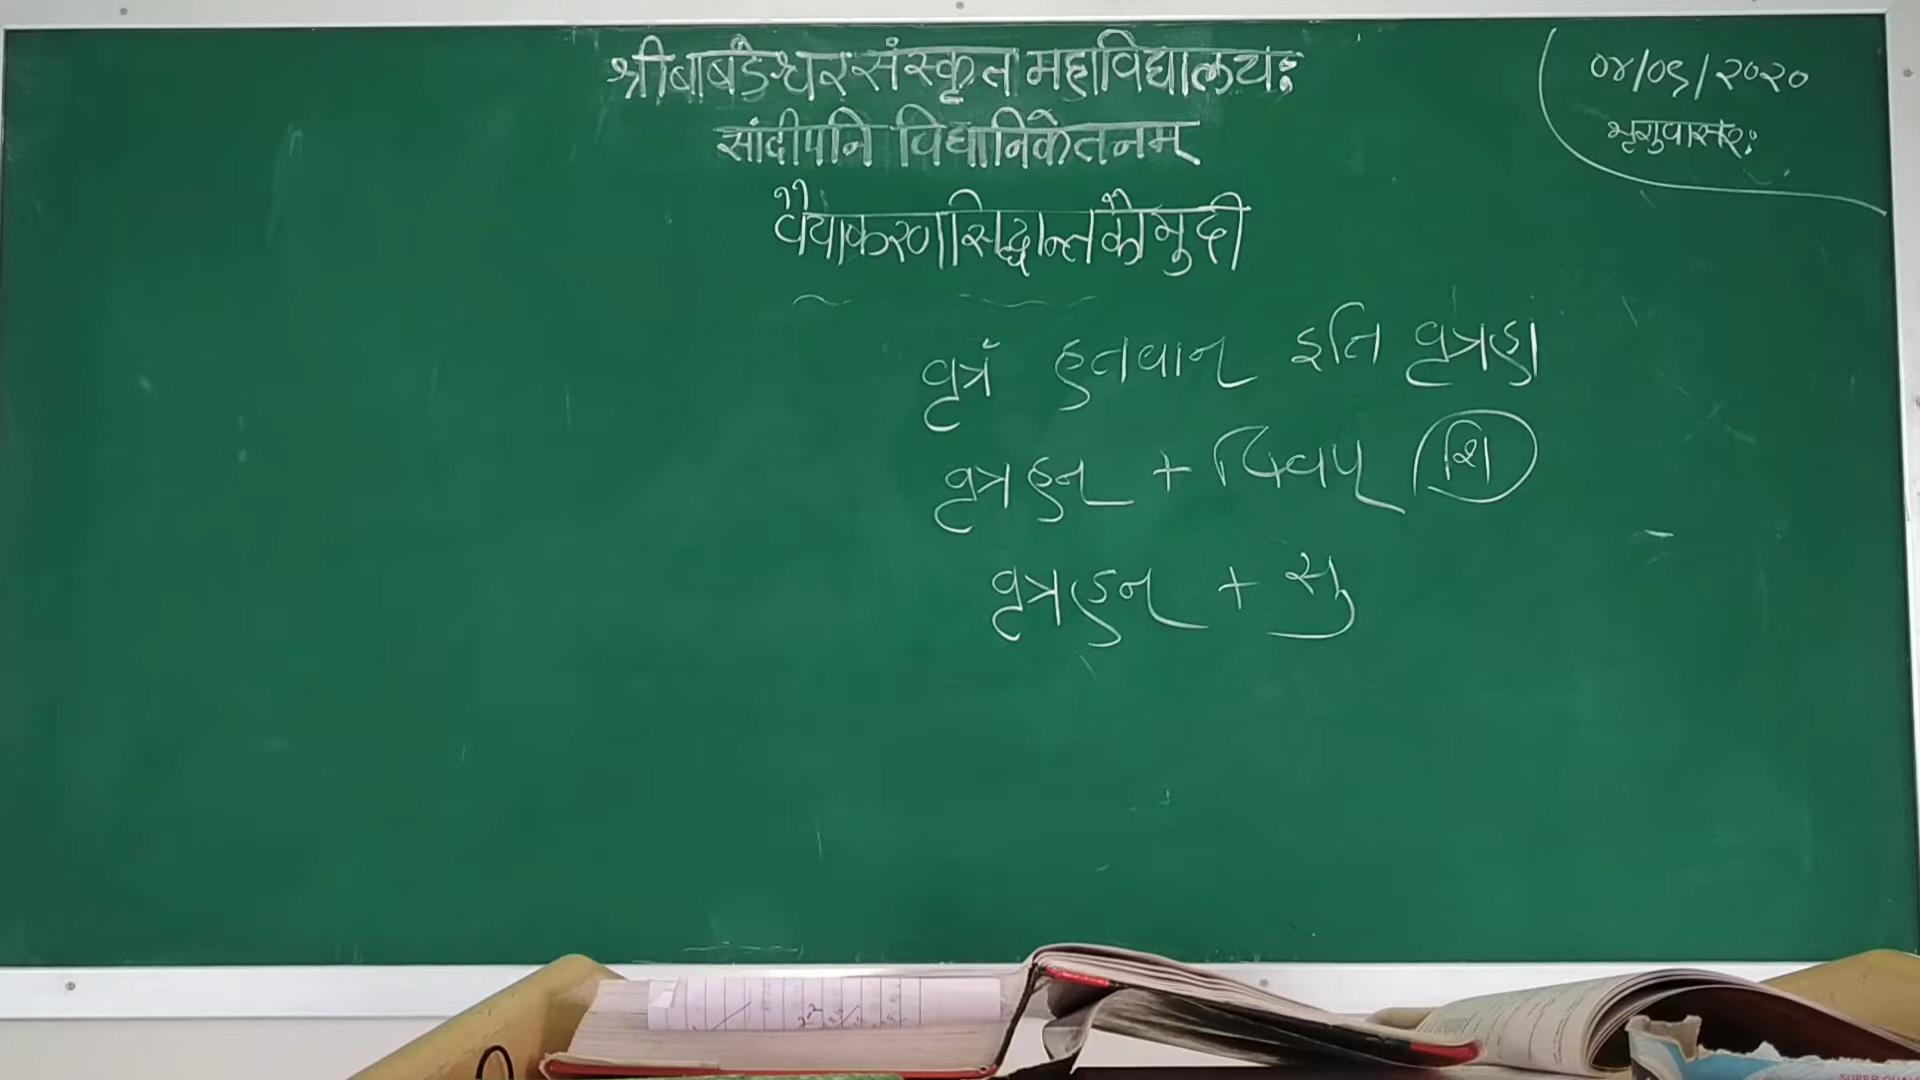 श्रीबाबडेश्वरसंस्कृतमहाविद्यालयः
सांदीपनि विद्यानिकेतनम्
वैयाकरणसिद्धान्तकौमुदी
०४/०९/२०२०
भृगुवासरः
वृत्रं हतवान् इति वृत्रहा
वृत्रहन् + क्विप् शि
वृत्रहन् + सु